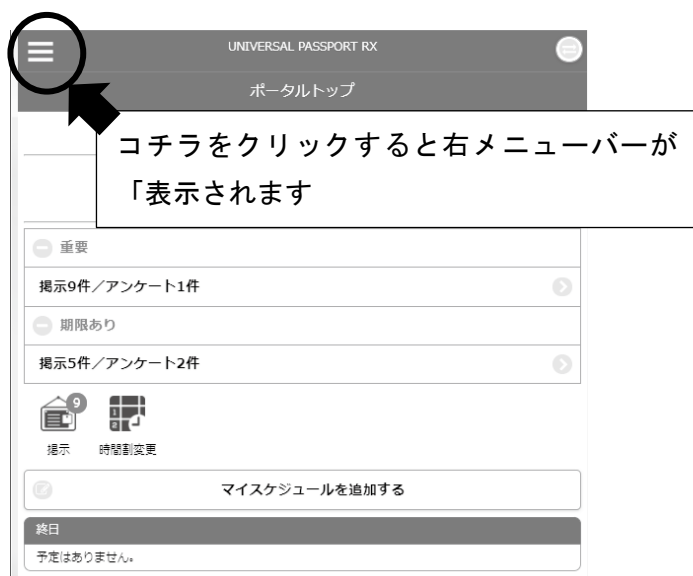 UNIVERSAL PASSPORT RX
ポータルトップ
コチラをクリックすると右メニューバーが
「表示されます
重要
掲示9件／アンケート1件
期限あり
掲示5件／アンケート2件
9
1
2
掲示 時間割変更
マイスケジュールを追加する
終日
予定はありません。